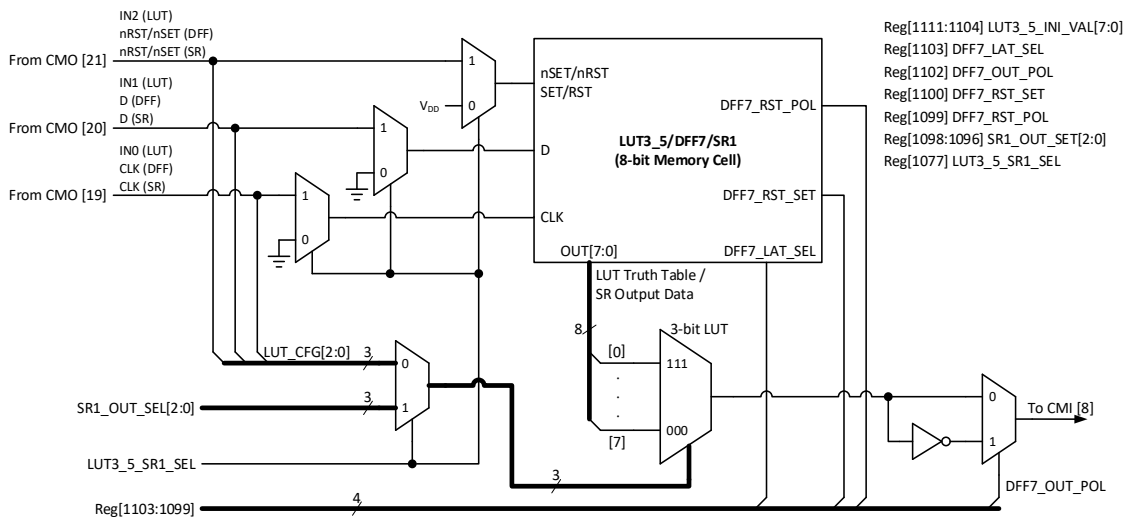 IN2 (LUT)
nRST/nSET (DFF)
nRST/nSET (SR)
From CMO [21]
IN1 (LUT)
D (DFF)
D (SR)
From CMO [20]
IN0 (LUT)
CLK (DFF)
CLK (SR)
From CMO [19]
1
0
VDD
1
0
1
0
nSET/nRST
SET/RST
D
CLK
LUT3_5/DFF7/SR1
(8-bit Memory Cell)
DFF7_RST_POL
DFF7_RST_SET
OUT[7:0]
DFF7_LAT_SEL
Reg[1111:1104] LUT3_5_INI_VAL[7:0]
Reg[1103] DFF7_LAT_SEL
Reg[1102] DFF7_OUT_POL
Reg[1100] DFF7_RST_SET
Reg[1099] DFF7_RST_POL
Reg[1098:1096] SR1_OUT_SET[2:0]
Reg[1077] LUT3_5_SR1_SEL
LUT Truth Table /
SR Output Data
8
3-bit LUT
[0]
111
.
.
.
.
[7]
000
LUT_CFG[2:0]
3
0
SR1_OUT_SEL[2:0]
3
1
LUT3_5_SR1_SEL
3
0
1
To CMI [8]
DFF7_OUT_POL
Reg[1103:1099]
4